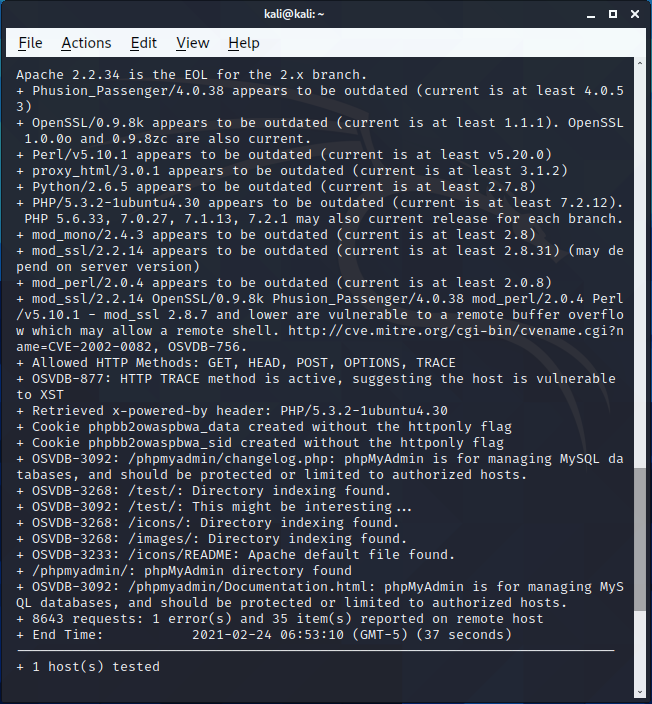 kali@kali: ~
File Actions Edit View Help
Apache 2.2.34 is the EOL for the 2.x branch.
+ Phusion_Passenger/4.0.38 appears to be outdated (current is at least 4.0.5
3)
+ OpenSSL/0.9.8k appears to be outdated (current is at least 1.1.1). OpenSSL
1.0.0o and 0.9.8zc are also current.
+ Perl/v5.10.1 appears to be outdated (current is at least v5.20.0)
+ proxy_html/3.0.1 appears to be outdated (current is at least 3.1.2)
+ Python/2.6.5 appears to be outdated (current is at least 2.7.8)
+ PHP/5.3.2-1ubuntu4.30 appears to be outdated (current is at least 7.2.12).
PHP 5.6.33, 7.0.27, 7.1.13, 7.2.1 may also current release for each branch.
+ mod_mono/2.4.3 appears to be outdated (current is at least 2.8)
+ mod_ssl/2.2.14 appears to be outdated (current is at least 2.8.31) (may de
pend on server version)
+ mod_perl/2.0.4 appears to be outdated (current is at least 2.0.8)
+ mod_ssl/2.2.14 OpenSSL/0.9.8k Phusion_Passenger/4.0.38 mod_perl/2.0.4 Perl
/v5.10.1 - mod_ssl 2.8.7 and lower are vulnerable to a remote buffer overflo
w which may allow a remote shell. http://cve.mitre.org/cgi-bin/cvename.cgi?n
ame=CVE-2002-0082, OSVDB-756.
+ Allowed HTTP Methods: GET, HEAD, POST, OPTIONS, TRACE
+ OSVDB-877: HTTP TRACE method is active, suggesting the host is vulnerable
to XST
+ Retrieved x-powered-by header: PHP/5.3.2-1ubuntu4.30
+ Cookie phpbb2owaspbwa_data created without the httponly flag
+ Cookie phpbb2owaspbwa_sid created without the httponly flag
+ OSVDB-3092: /phpmyadmin/changelog.php: phpMyAdmin is for managing MySQL da
tabases, and should be protected or limited to authorized hosts.
+ OSVDB-3268: /test/: Directory indexing found.
+ OSVDB-3092: /test/: This might be interesting...
+ OSVDB-3268: /icons/: Directory indexing found.
+ OSVDB-3268: /images/: Directory indexing found.
+ OSVDB-3233: /icons/README: Apache default file found.
+ /phpmyadmin/: phpMyAdmin directory found
+ OSVDB-3092: /phpmyadmin/Documentation.html: phpMyAdmin is for managing MyS
QL databases, and should be protected or limited to authorized hosts.
+ 8643 requests: 1 error(s) and 35 item(s) reported on remote host
+ End Time: 2021-02-24 06:53:10 (GMT-5) (37 seconds)
+ 1 host(s) tested